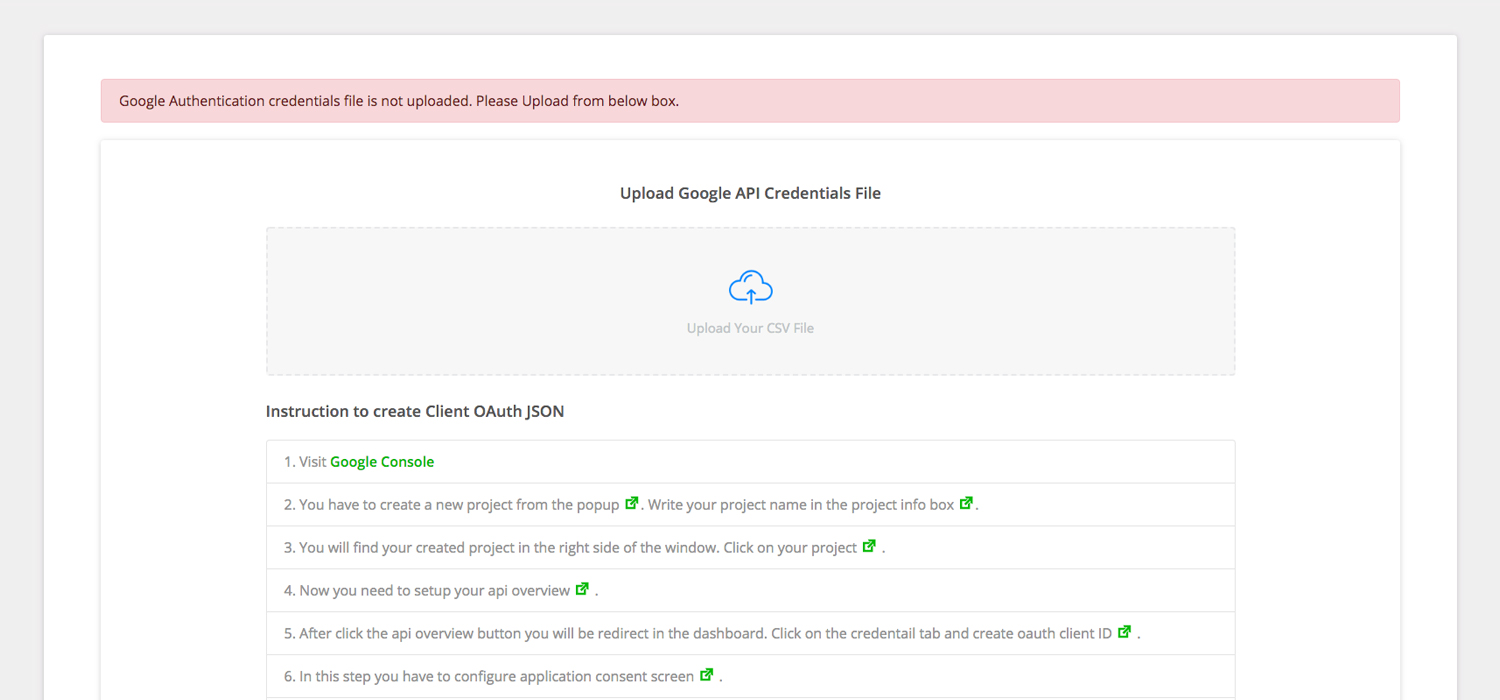 Google Authentication credentials file is not uploaded. Please Upload from below box.
Upload Google API Credentials File
Upload Your CSV File
Instruction to create Client OAuth JSON
1. Visit Google Console
2. You have to create a new project from the popup . Write your project name in the project info box .
3. You will find your created project in the right side of the window. Click on your project .
4. Now you need to setup your api overview .
5. After click the api overview button you will be redirect in the dashboard. Click on the credentail tab and create oauth client ID .
6. In this step you have to configure application consent screen .